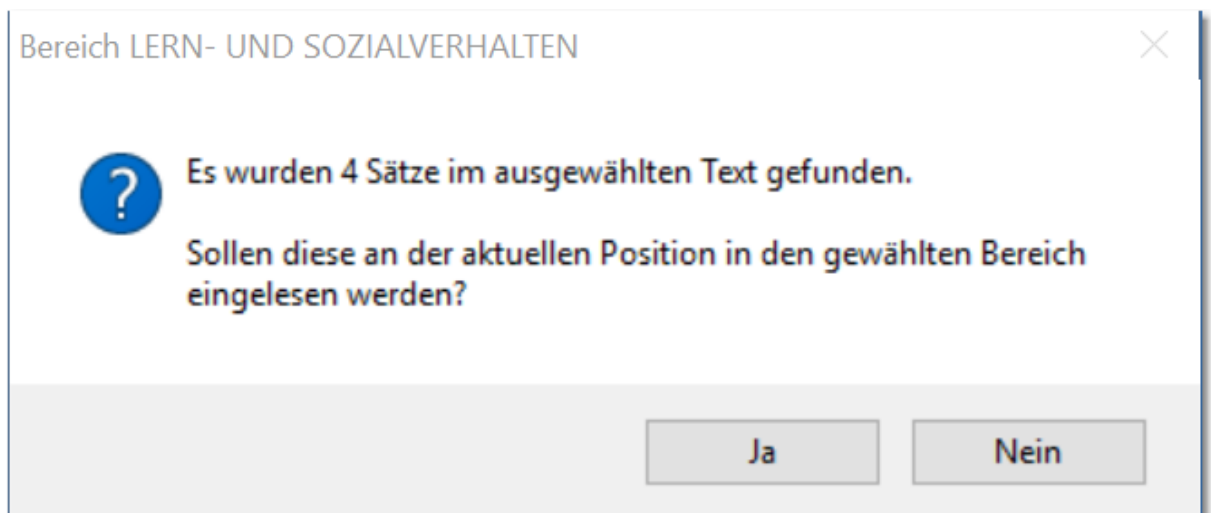 Bereich LERN- UND SOZIALVERHALTEN
Es wurden 4 Sätze im ausgewählten Text gefunden.
Sollen diese an der aktuellen Position in den gewählten Bereich
eingelesen werden?
Ja
Nein